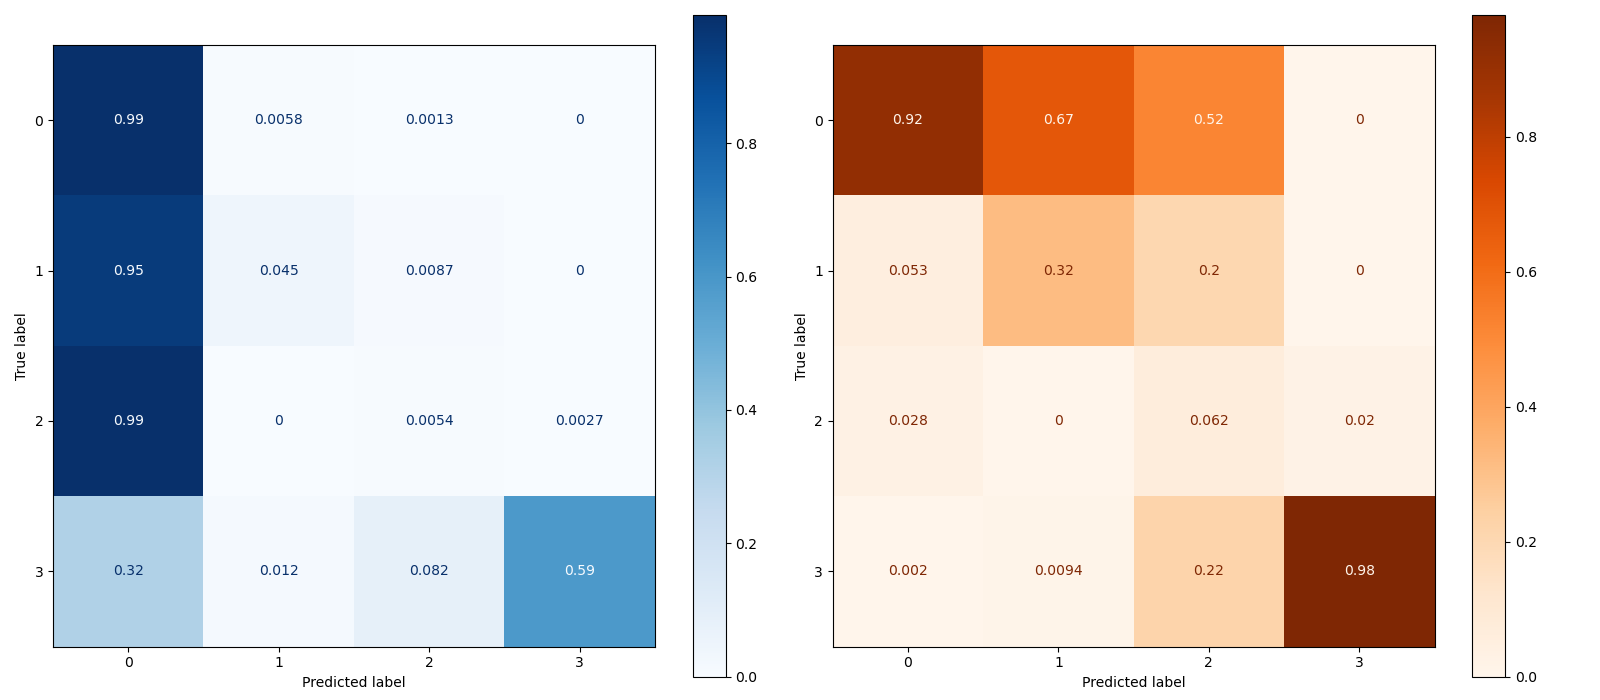 0.99 0.0058 0.0013 0
0.95 0.045 0.0087 0
0.99 0 0.0054 0.0027
0.32 0.012 0.082 0.59
0
1
2
3
True label
0 1 2 3
Predicted label
0.8
0.6
0.4
0.2
0.0
0.92 0.67 0.52 0
0.053 0.32 0.2 0
0.028 0 0.062 0.02
0.002 0.0094 0.22 0.98
0
1
2
3
True label
0 1 2 3
Predicted label
0.8
0.6
0.4
0.2
0.0